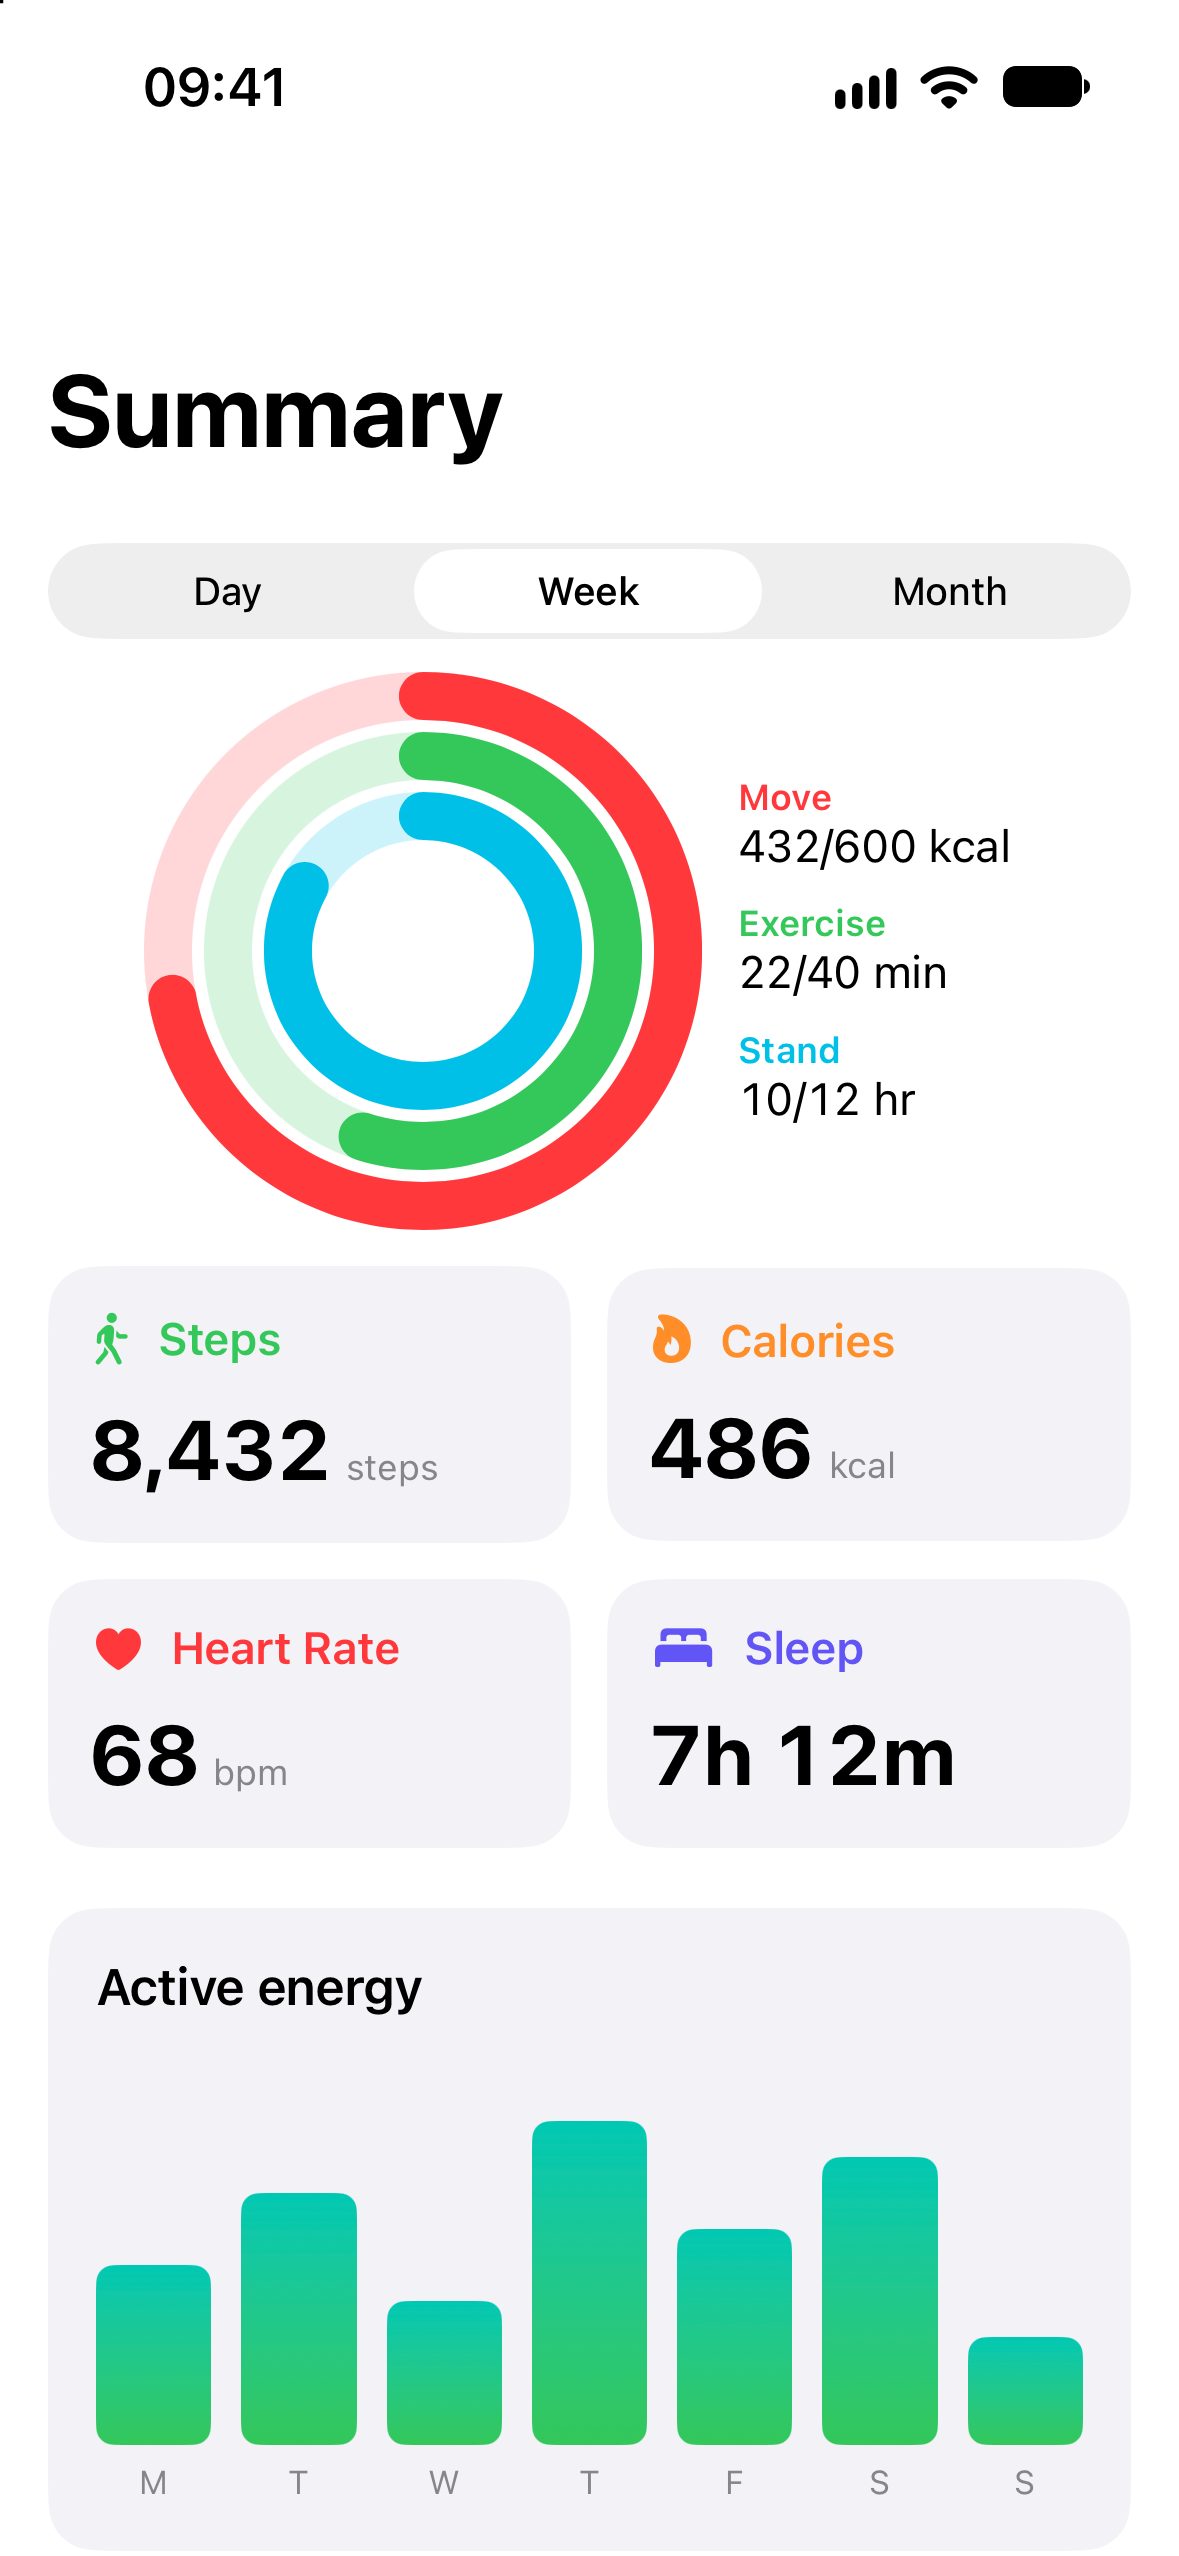 09:41
Summary
Day Week Month
Move
432/600 kcal
Exercise
22/40 min
Stand
10/12 hr
Steps
8,432 steps
Calories
486 kcal
Heart Rate
68 bpm
Sleep
7h 12m
Active energy
M T W T F S S